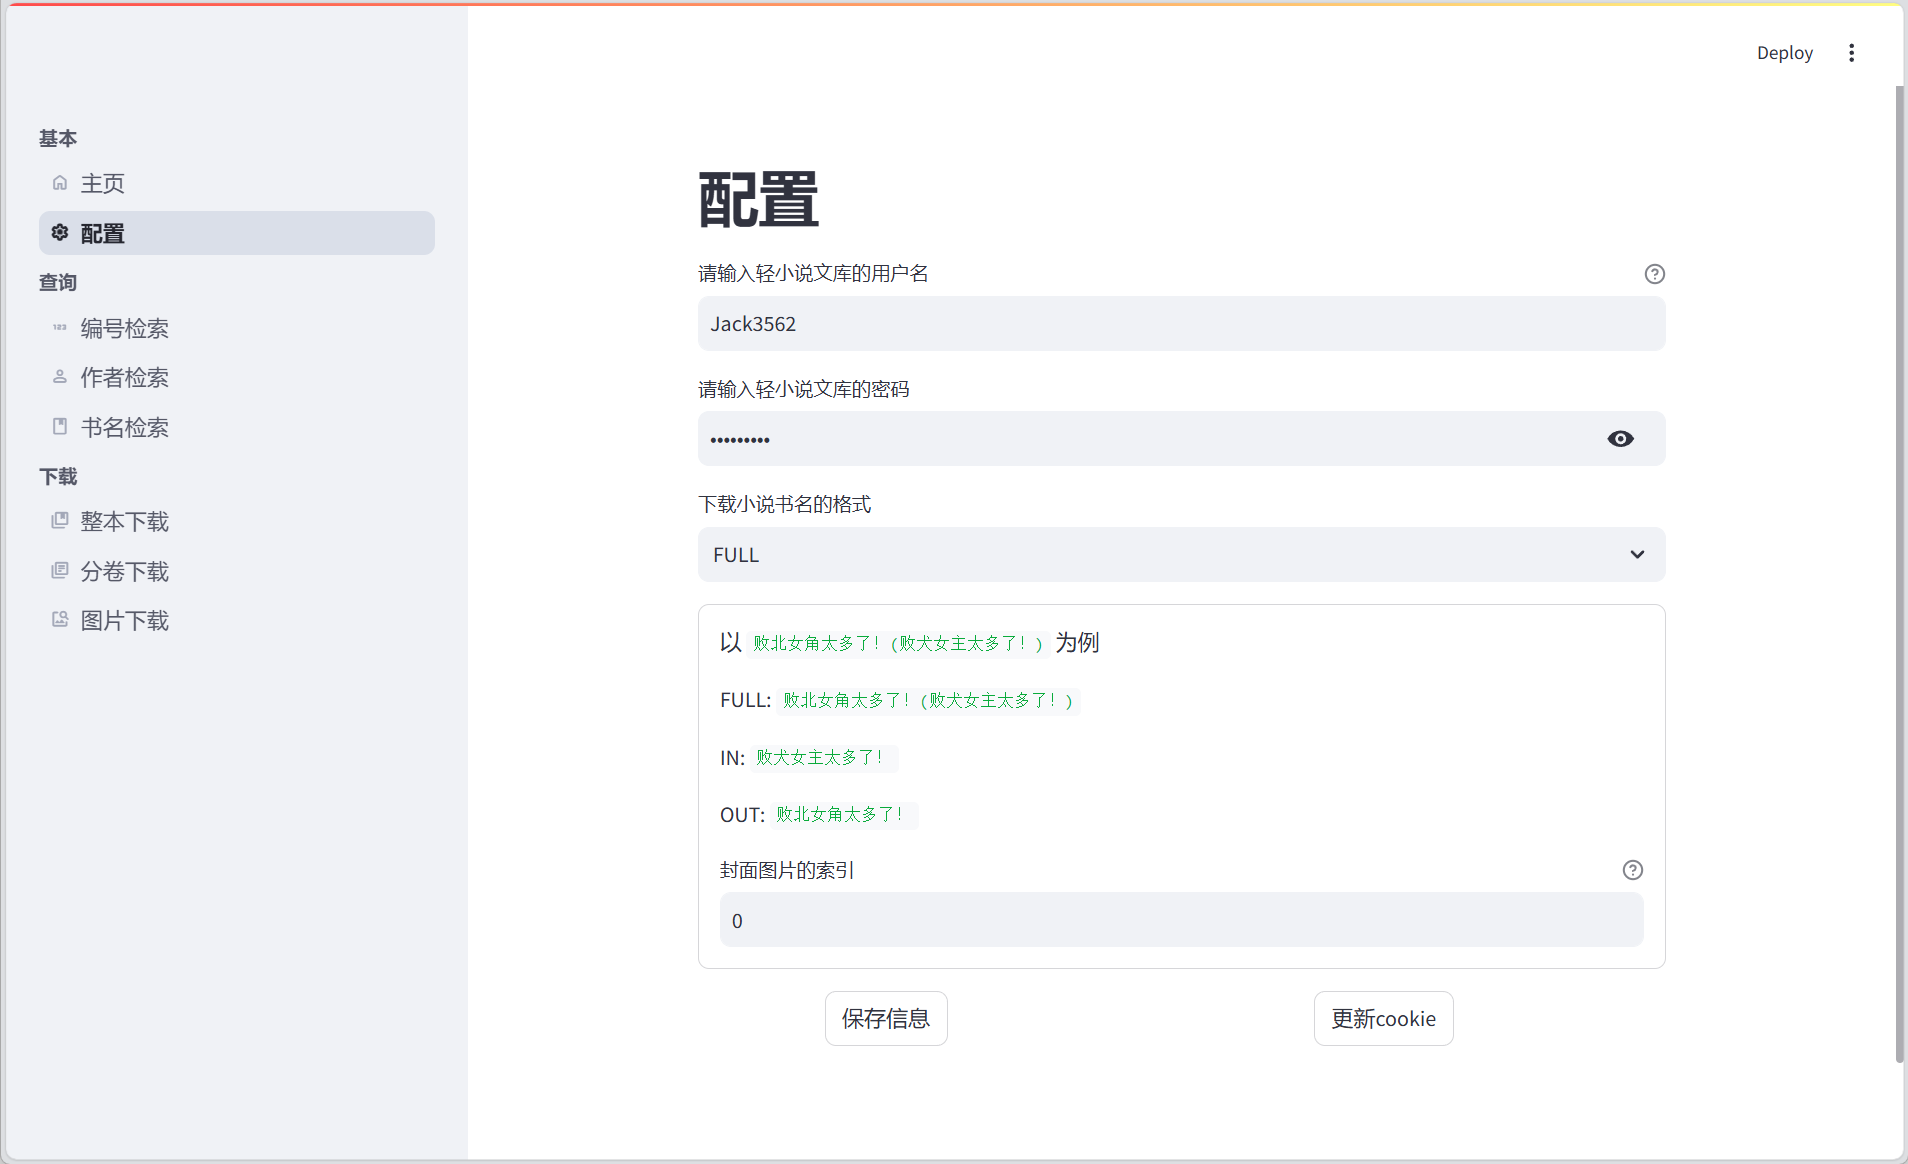 Deploy
基本
主页
配置
查询
编号检索
作者检索
书名检索
下载
整本下载
分卷下载
图片下载
配置
请输入轻小说文库的用户名
Jack3562
请输入轻小说文库的密码
•••••••••
下载小说书名的格式
FULL
以 败北女角太多了！(败犬女主太多了！) 为例
FULL: 败北女角太多了！(败犬女主太多了！)
IN: 败犬女主太多了！
OUT: 败北女角太多了！
封面图片的索引
0
保存信息
更新cookie